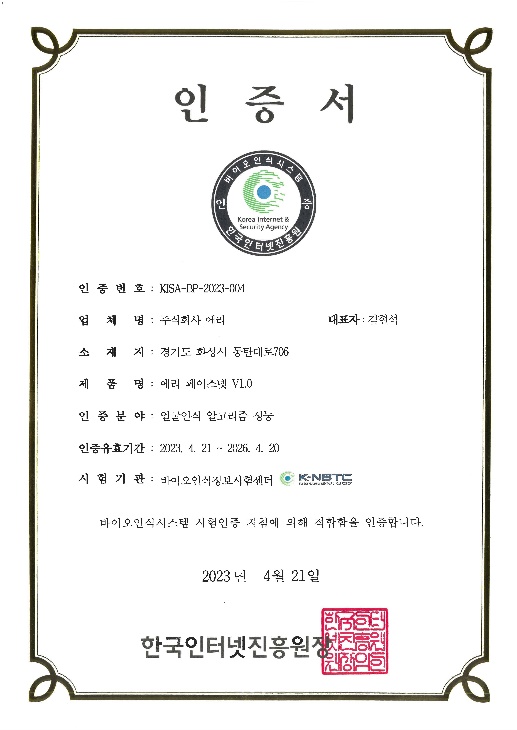 인 증 서
바이오인식시스템
인 증
Korea Internet &
Security Agency
한국인터넷진흥원
인 증 번 호 : KISA-BP-2023-004
업 체 명 : 주식회사 에리 대표자 : 김현석
소 재 지 : 경기도 화성시 동탄대로706
제 품 명 : 에리 페이스넷 V1.0
인 증 분 야 : 얼굴인식 알고리즘 성능
인증유효기간 : 2023. 4. 21 ~ 2026. 4. 20
시 험 기 관 : 바이오인식정보시험센터 K-NBTC
바이오인식시스템 시험인증 지침에 의해 적합함을 인증합니다.
2023년 4월 21일
한국인터넷진흥원장